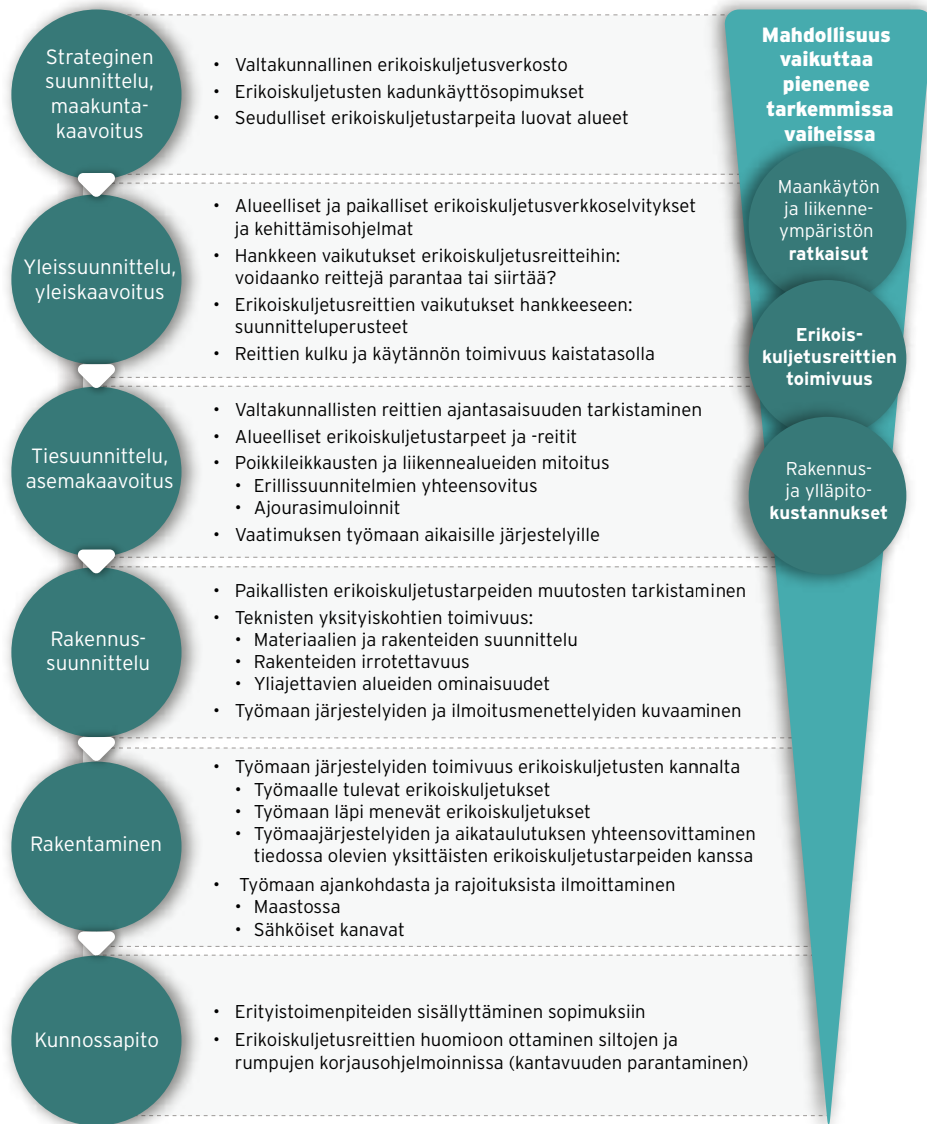 Strateginen
suunnittelu,
maakunta-
kaavoitus
• Valtakunnallinen erikoiskuljetusverkosto
• Erikoiskuljetusten kadunkäyttösopimukset
• Seudulliset erikoiskuljetustarpeita luovat alueet
Mahdollisuus
vaikuttaa
pienenee
tarkemmissa
vaiheissa
Yleissuunnittelu,
yleiskaavoitus
• Alueelliset ja paikalliset erikoiskuljetusverkkoselvitykset
ja kehittämisohjelmat
• Hankkeen vaikutukset erikoiskuljetusreitteihin:
voidaanko reittejä parantaa tai siirtää?
• Erikoiskuljetusreittien vaikutukset hankkeeseen:
suunnitteluperusteet
• Reittien kulku ja käytännön toimivuus kaistatasolla
Maankäytön
ja liikenne-
ympäristön
ratkaisut
Erikois-
kuljetusreittien
toimivuus
Tiesuunnittelu,
asemakaavoitus
• Valtakunnallisten reittien ajantasaisuuden tarkistaminen
• Alueelliset erikoiskuljetustarpeet ja -reitit
• Poikkileikkausten ja liikennealueiden mitoitus
• Erillissuunnitelmien yhteensovitus
• Ajourasimuloinnit
• Vaatimuksen työmaan aikaisille järjestelyille
Rakennus-
ja ylläpito-
kustannukset
Rakennus-
suunnittelu
• Paikallisten erikoiskuljetustarpeiden muutosten tarkistaminen
• Teknisten yksityiskohtien toimivuus:
• Materiaalien ja rakenteiden suunnittelu
• Rakenteiden irrotettavuus
• Yliajettavien alueiden ominaisuudet
• Työmaan järjestelyiden ja ilmoitusmenettelyiden kuvaaminen
Rakentaminen
• Työmaan järjestelyiden toimivuus erikoiskuljetusten kannalta
• Työmaalle tulevat erikoiskuljetukset
• Työmaan läpi menevät erikoiskuljetukset
• Työmaajärjestelyiden ja aikataulutuksen yhteensovittaminen
tiedossa olevien yksittäisten erikoiskuljetustarpeiden kanssa
• Työmaan ajankohdasta ja rajoituksista ilmoittaminen
• Maastossa
• Sähköiset kanavat
Kunnossapito
• Erityistoimenpiteiden sisällyttäminen sopimuksiin
• Erikoiskuljetusreittien huomioon ottaminen siltojen ja
rumpujen korjausohjelmoinnissa (kantavuuden parantaminen)